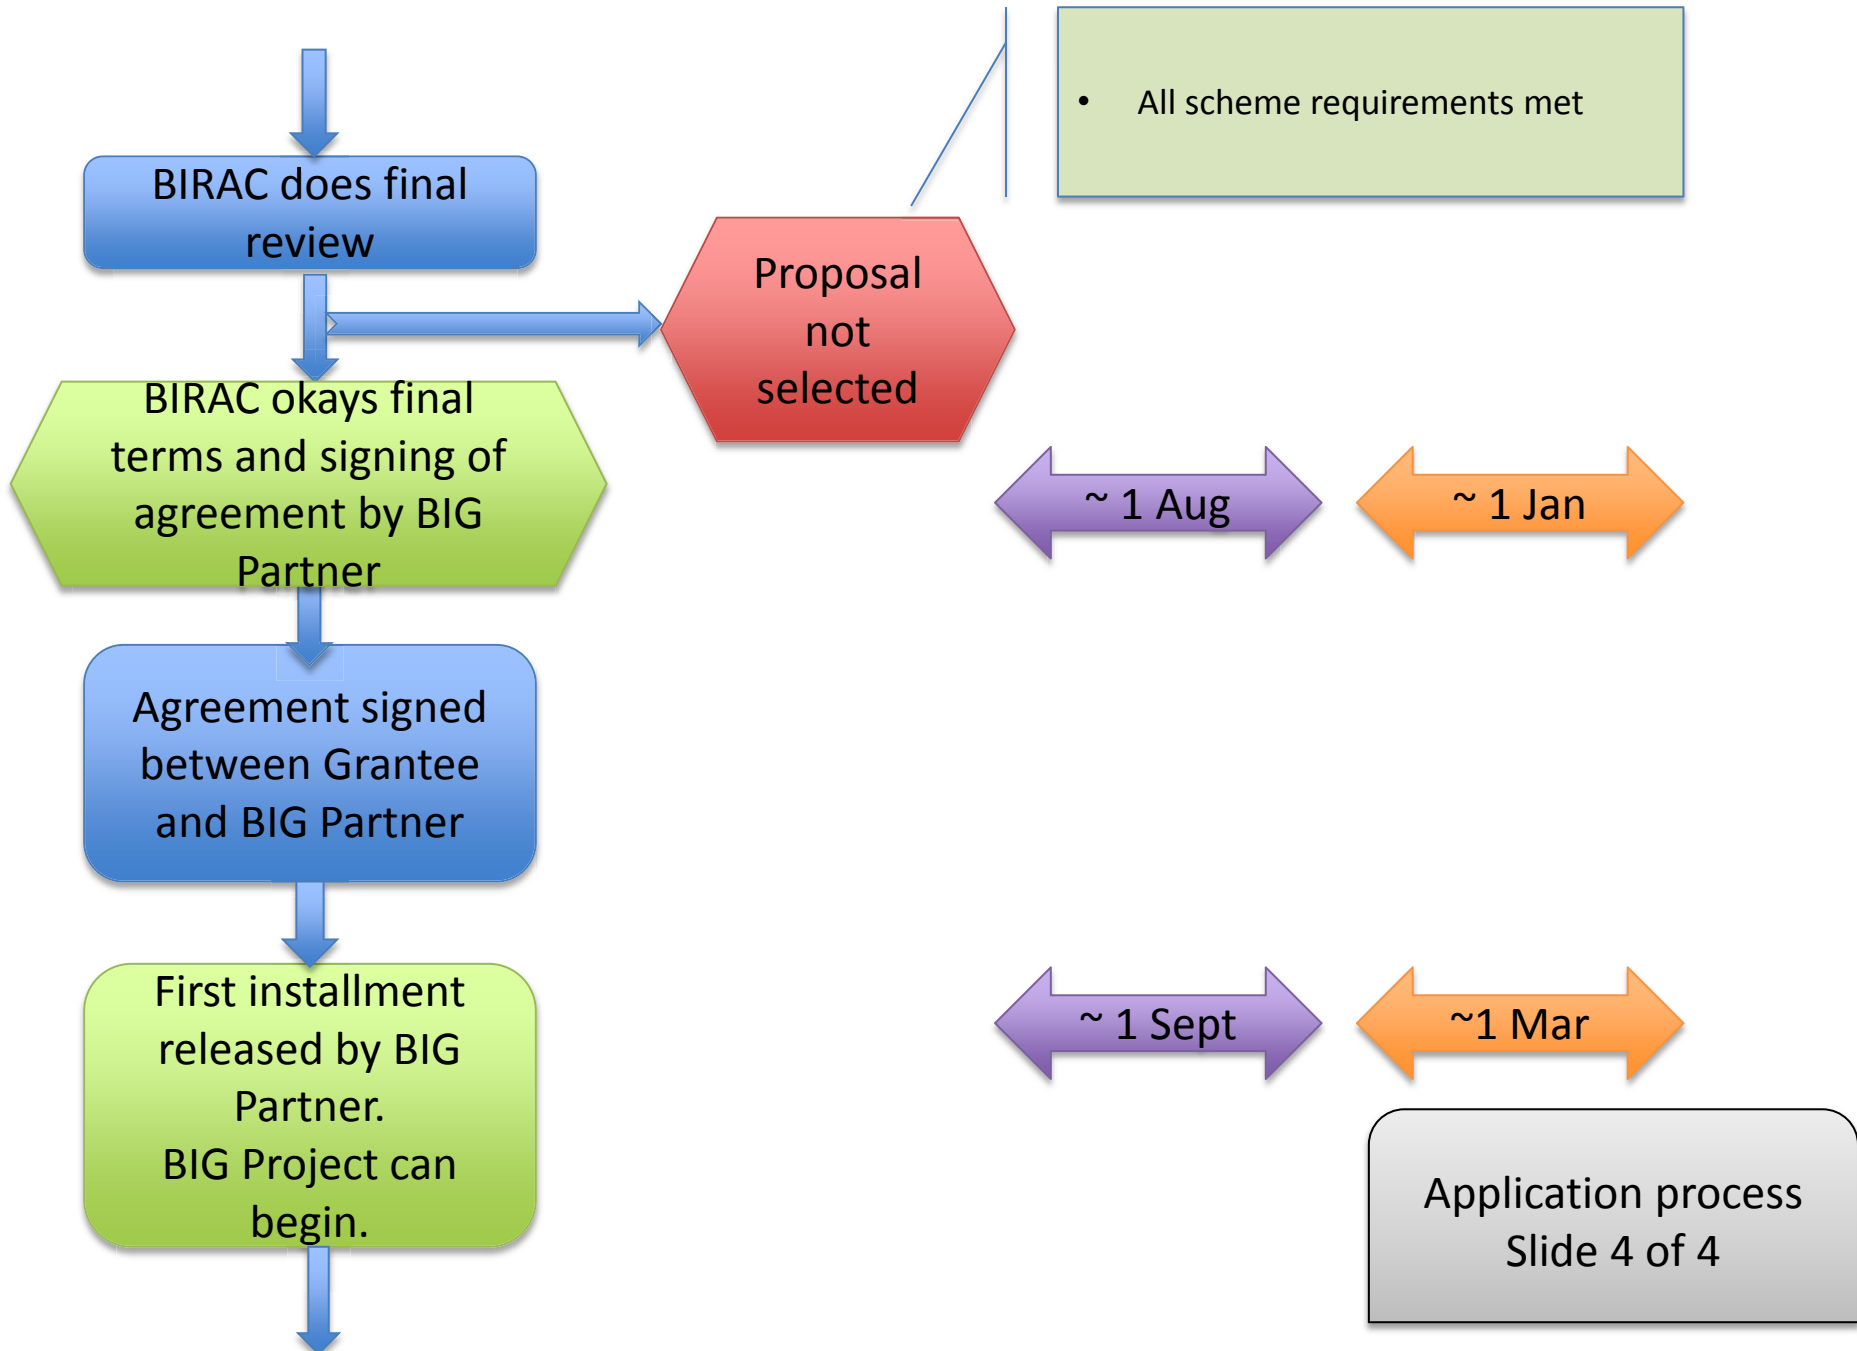 • All scheme requirements met
BIRAC does final
review
Proposal
not
selected
BIRAC okays final
terms and signing of
agreement by BIG
Partner
~ 1 Aug
~ 1 Jan
Agreement signed
between Grantee
and BIG Partner
First installment
released by BIG
Partner.
BIG Project can
begin.
~ 1 Sept
~1 Mar
Application process
Slide 4 of 4